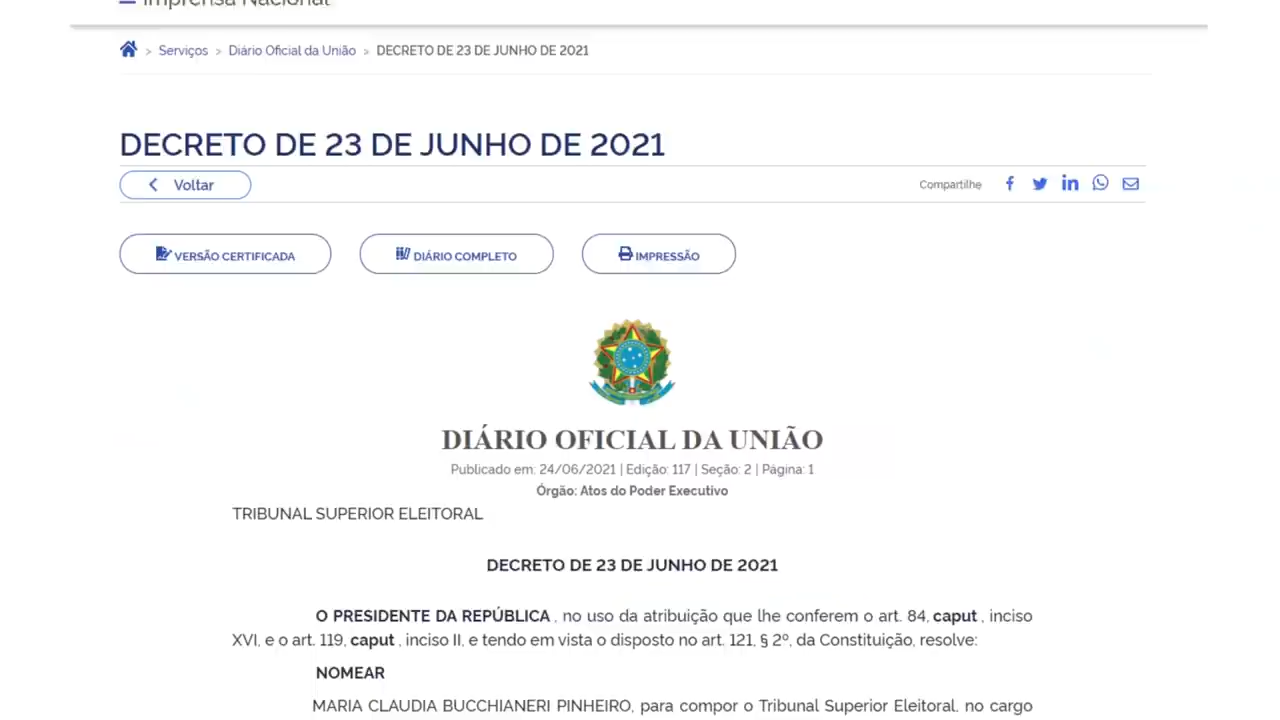 Imprensa Nacional
> Serviços > Diário Oficial da União > DECRETO DE 23 DE JUNHO DE 2021
DECRETO DE 23 DE JUNHO DE 2021
Voltar
Compartilhe
VERSÃO CERTIFICADA
DIÁRIO COMPLETO
IMPRESSÃO
DIÁRIO OFICIAL DA UNIÃO
Publicado em: 24/06/2021 | Edição: 117 | Seção: 2 | Página: 1
Órgão: Atos do Poder Executivo
TRIBUNAL SUPERIOR ELEITORAL
DECRETO DE 23 DE JUNHO DE 2021
O PRESIDENTE DA REPÚBLICA , no uso da atribuição que lhe conferem o art. 84, caput , inciso
XVI, e o art. 119, caput , inciso II, e tendo em vista o disposto no art. 121, § 2º, da Constituição, resolve:
NOMEAR
MARIA CLAUDIA BUCCHIANERI PINHEIRO, para compor o Tribunal Superior Eleitoral, no cargo